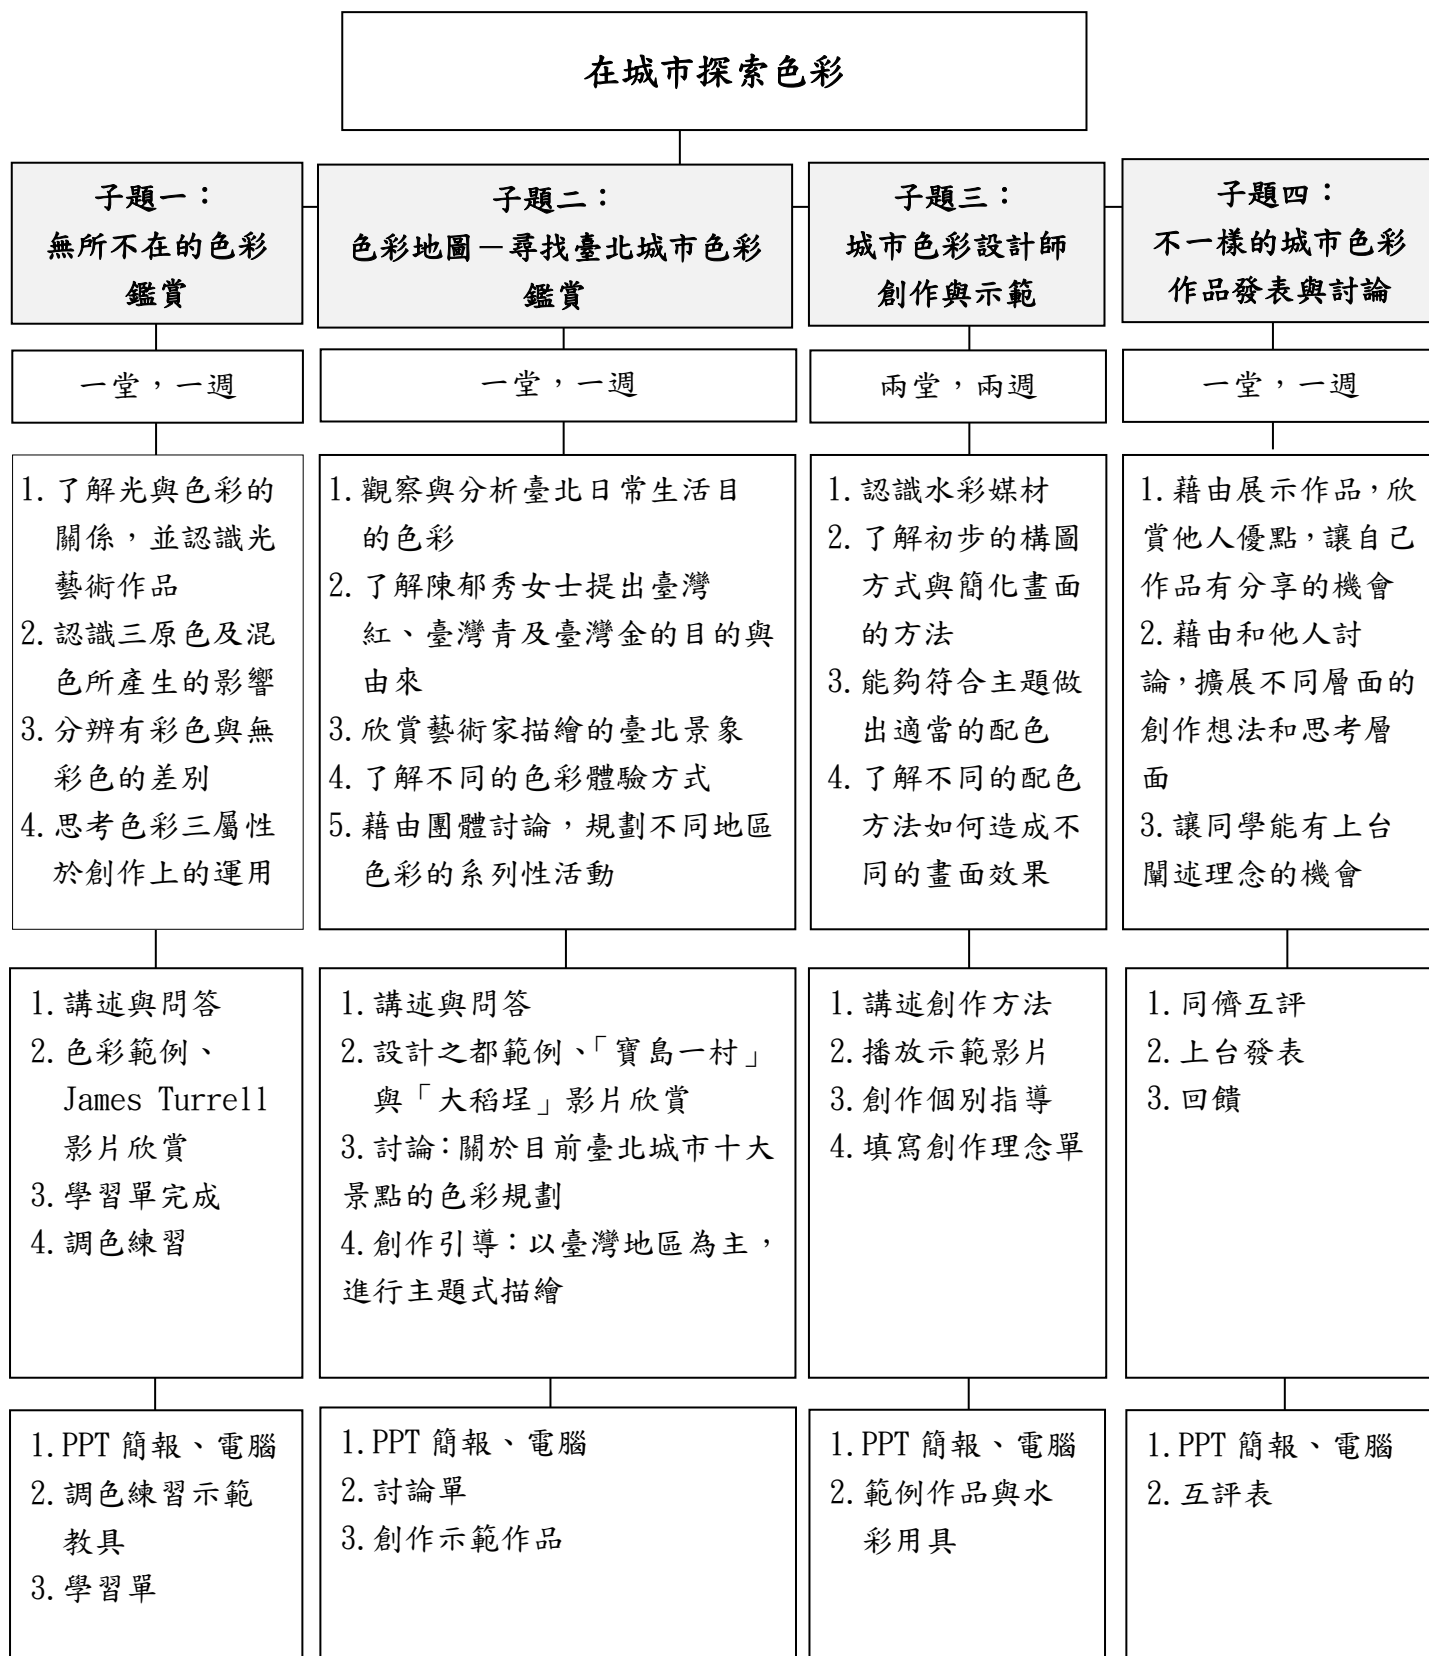 在城市探索色彩
子題一：
無所不在的色彩
鑑賞
子題二：
色彩地圖－尋找臺北城市色彩
鑑賞
子題三：
城市色彩設計師
創作與示範
子題四：
不一樣的城市色彩
作品發表與討論
一堂，一週
一堂，一週
兩堂，兩週
一堂，一週
1.了解光與色彩的
關係，並認識光
藝術作品
2.認識三原色及混
色所產生的影響
3.分辨有彩色與無
彩色的差別
4.思考色彩三屬性
於創作上的運用
1.觀察與分析臺北日常生活目
的色彩
2.了解陳郁秀女士提出臺灣
紅、臺灣青及臺灣金的目的與
由來
3.欣賞藝術家描繪的臺北景象
4.了解不同的色彩體驗方式
5.藉由團體討論，規劃不同地區
色彩的系列性活動
1.認識水彩媒材
2.了解初步的構圖
方式與簡化畫面
的方法
3.能夠符合主題做
出適當的配色
4.了解不同的配色
方法如何造成不
同的畫面效果
1.藉由展示作品，欣
賞他人優點，讓自己
作品有分享的機會
2.藉由和他人討
論，擴展不同層面的
創作想法和思考層
面
3.讓同學能有上台
闡述理念的機會
1.講述與問答
2.色彩範例、
James Turrell
影片欣賞
3.學習單完成
4.調色練習
1.講述與問答
2.設計之都範例、「寶島一村」
與「大稻埕」影片欣賞
3.討論：關於目前臺北城市十大
景點的色彩規劃
4.創作引導：以臺灣地區為主，
進行主題式描繪
1.講述創作方法
2.播放示範影片
3.創作個別指導
4.填寫創作理念單
1.同儕互評
2.上台發表
3.回饋
1.PPT 簡報、電腦
2.調色練習示範
教具
3.學習單
1.PPT 簡報、電腦
2.討論單
3.創作示範作品
1.PPT 簡報、電腦
2.範例作品與水
彩用具
1.PPT 簡報、電腦
2.互評表